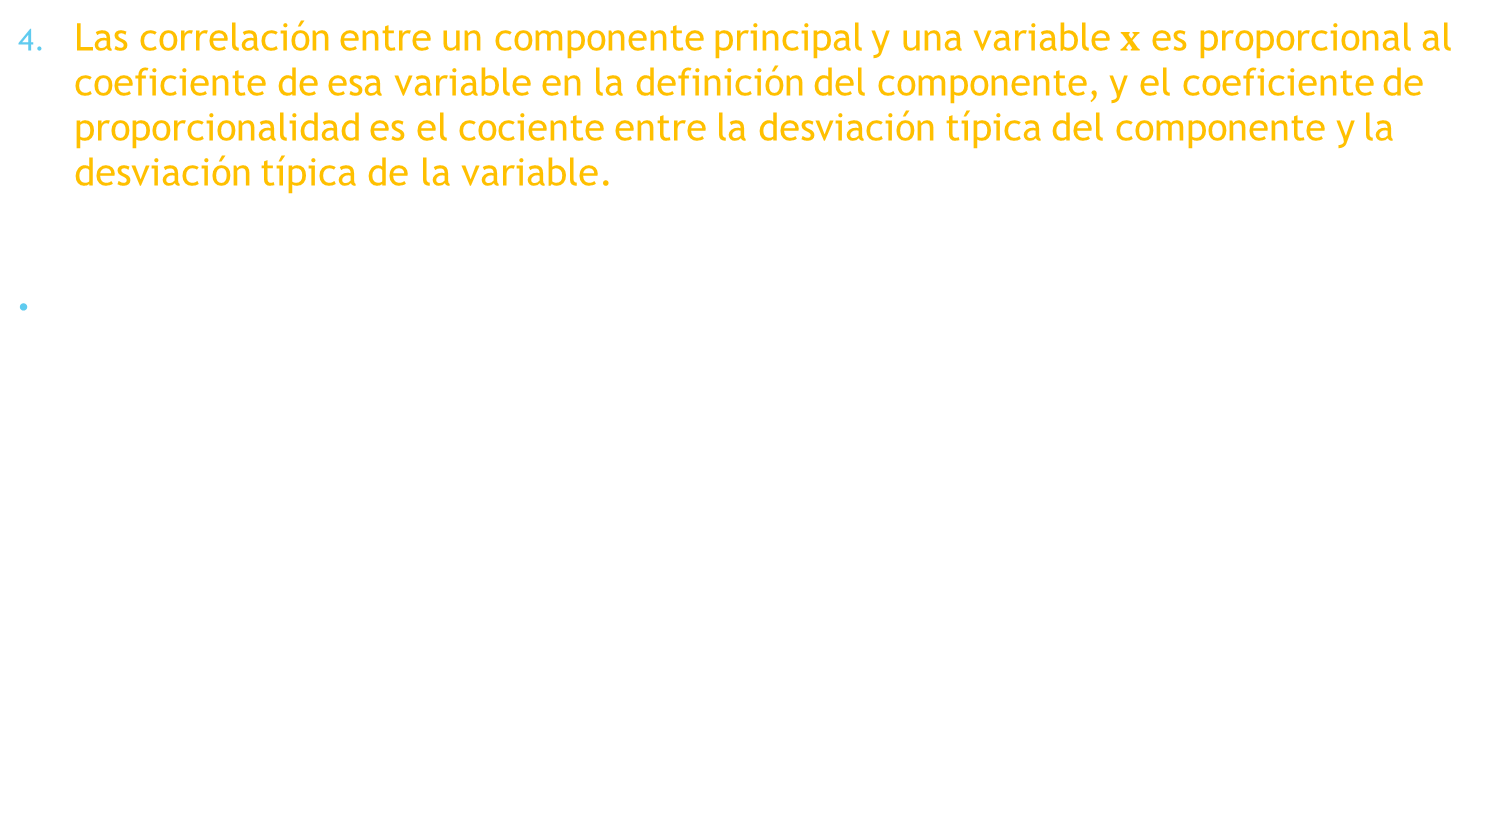 4. Las correlación entre un componente principal y una variable x es proporcional al
coeficiente de esa variable en la definición del componente, y el coeficiente de
proporcionalidad es el cociente entre la desviación típica del componente y la
desviación típica de la variable.
•